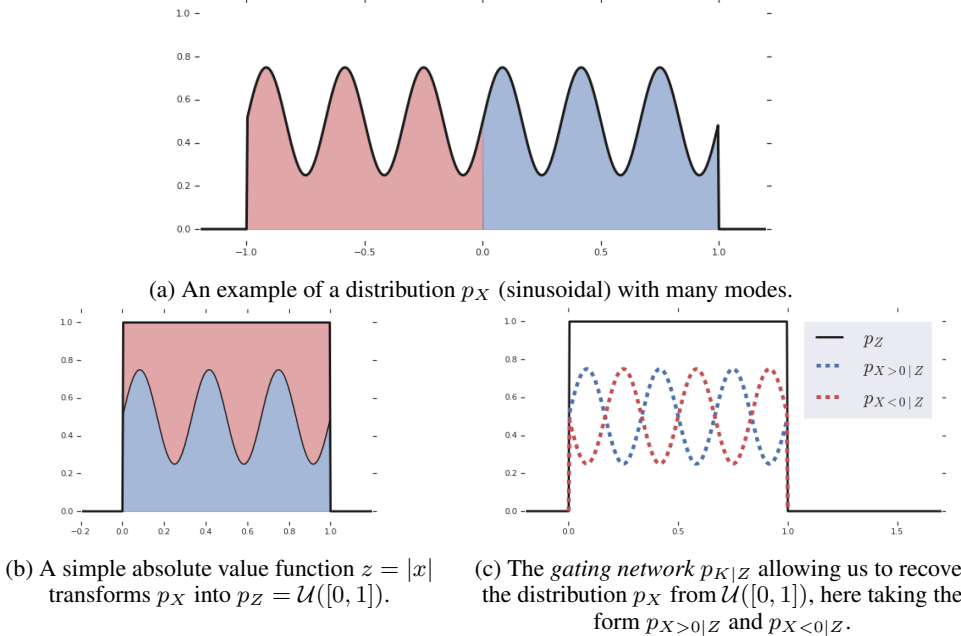 1.0
0.8
0.6
0.4
0.2
0.0
−1.0 −0.5 0.0 0.5 1.0
(a) An example of a distribution p_X (sinusoidal) with many modes.
1.0
0.8
0.6
0.4
0.2
0.0
−0.2 0.0 0.2 0.4 0.6 0.8 1.0
(b) A simple absolute value function z = |x|
transforms p_X into p_Z = 𝒰([0, 1]).
1.0
0.8
0.6
0.4
0.2
0.0
0.0 0.5 1.0 1.5
p_Z
p_{X>0|Z}
p_{X<0|Z}
(c) The gating network p_{K|Z} allowing us to recover
the distribution p_X from 𝒰([0, 1]), here taking the
form p_{X>0|Z} and p_{X<0|Z}.